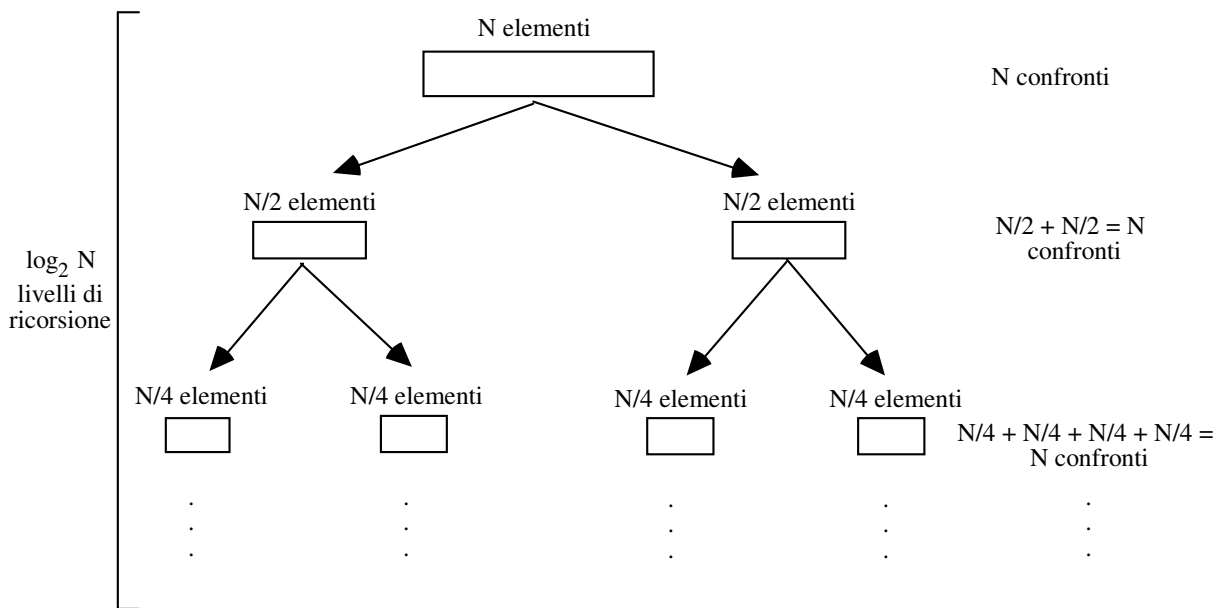 N elementi
N confronti
N/2 elementi
N/2 elementi
N/2 + N/2 = N
confronti
log₂ N
livelli di
ricorsione
N/4 elementi
N/4 elementi
N/4 elementi
N/4 elementi
N/4 + N/4 + N/4 + N/4 =
N confronti